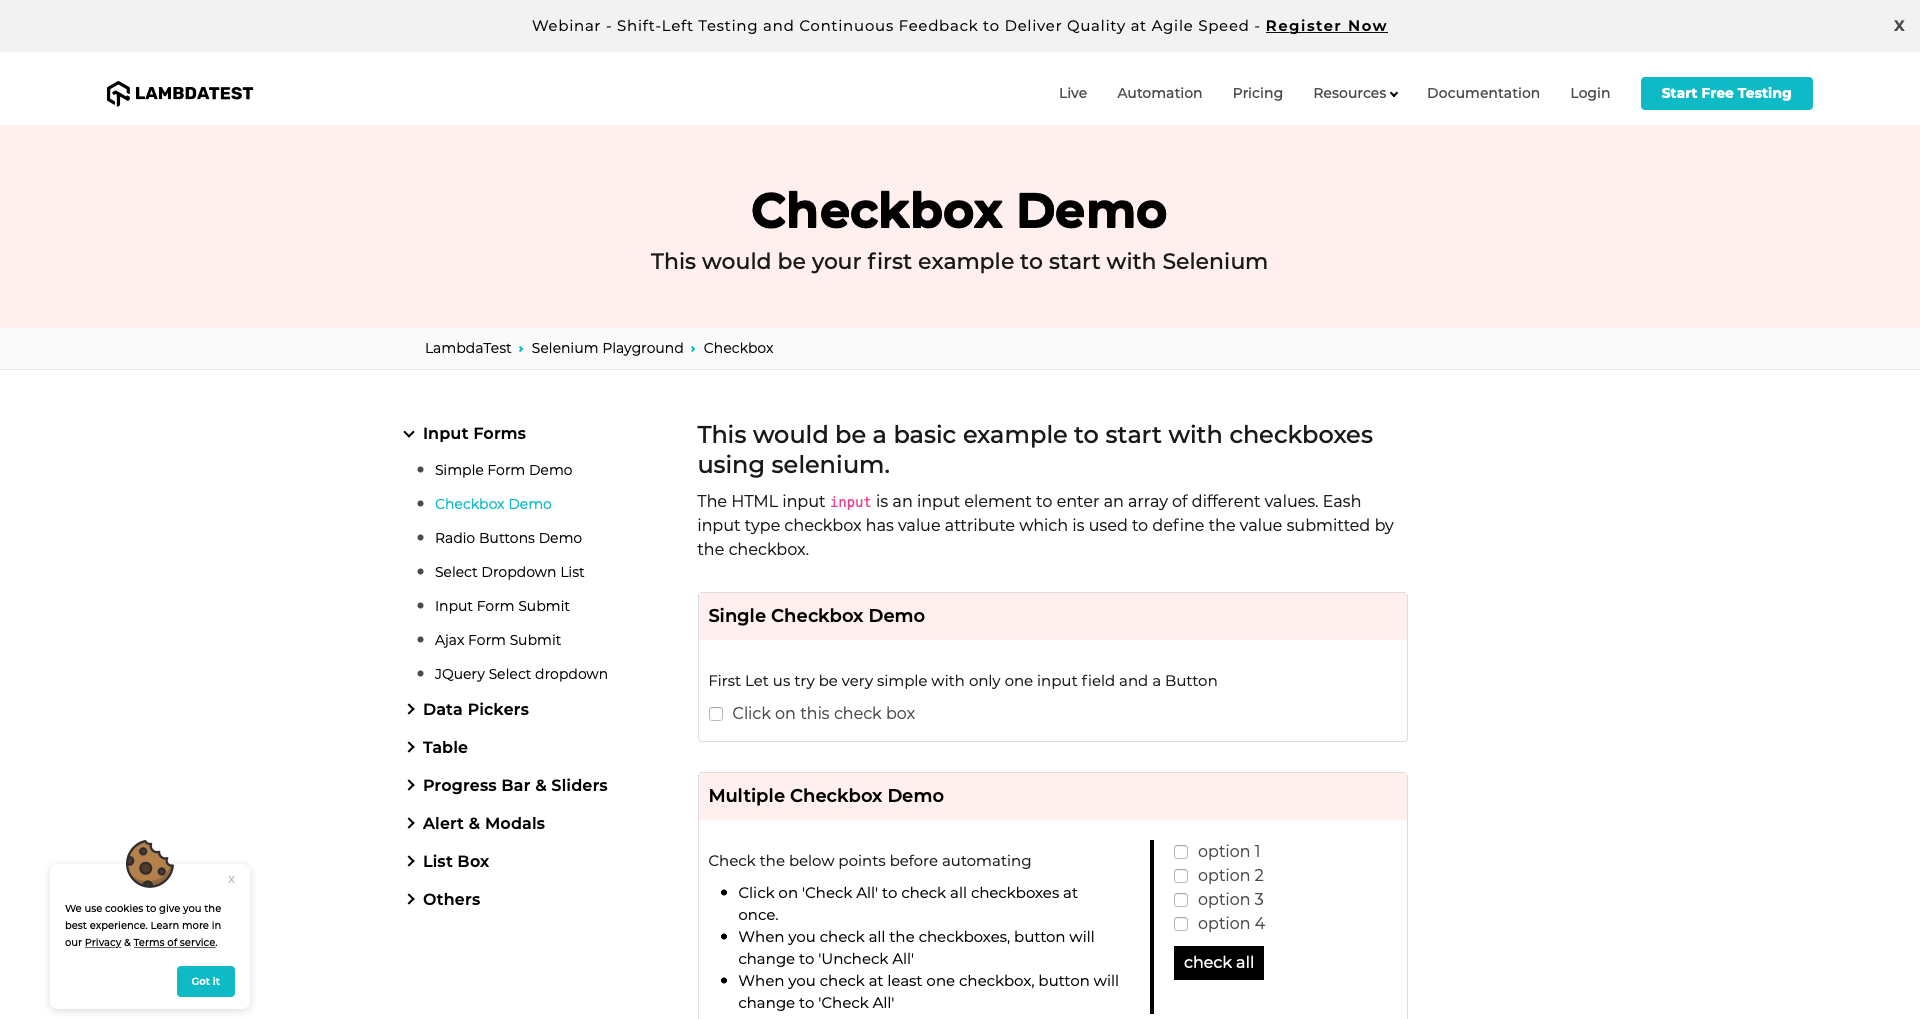 Webinar - Shift-Left Testing and Continuous Feedback to Deliver Quality at Agile Speed - Register Now
X
LAMBDATEST
Live
Automation
Pricing
Resources
Documentation
Login
Start Free Testing
Checkbox Demo
This would be your first example to start with Selenium
LambdaTest › Selenium Playground › Checkbox
Input Forms
Simple Form Demo
Checkbox Demo
Radio Buttons Demo
Select Dropdown List
Input Form Submit
Ajax Form Submit
JQuery Select dropdown
Data Pickers
Table
Progress Bar & Sliders
Alert & Modals
List Box
Others
This would be a basic example to start with checkboxes
using selenium.
The HTML input input is an input element to enter an array of different values. Eash
input type checkbox has value attribute which is used to define the value submitted by
the checkbox.
Single Checkbox Demo
First Let us try be very simple with only one input field and a Button
Click on this check box
Multiple Checkbox Demo
Check the below points before automating
Click on 'Check All' to check all checkboxes at
once.
When you check all the checkboxes, button will
change to 'Uncheck All'
When you check at least one checkbox, button will
change to 'Check All'
option 1
option 2
option 3
option 4
check all
x
We use cookies to give you the
best experience. Learn more in
our Privacy & Terms of service.
Got it